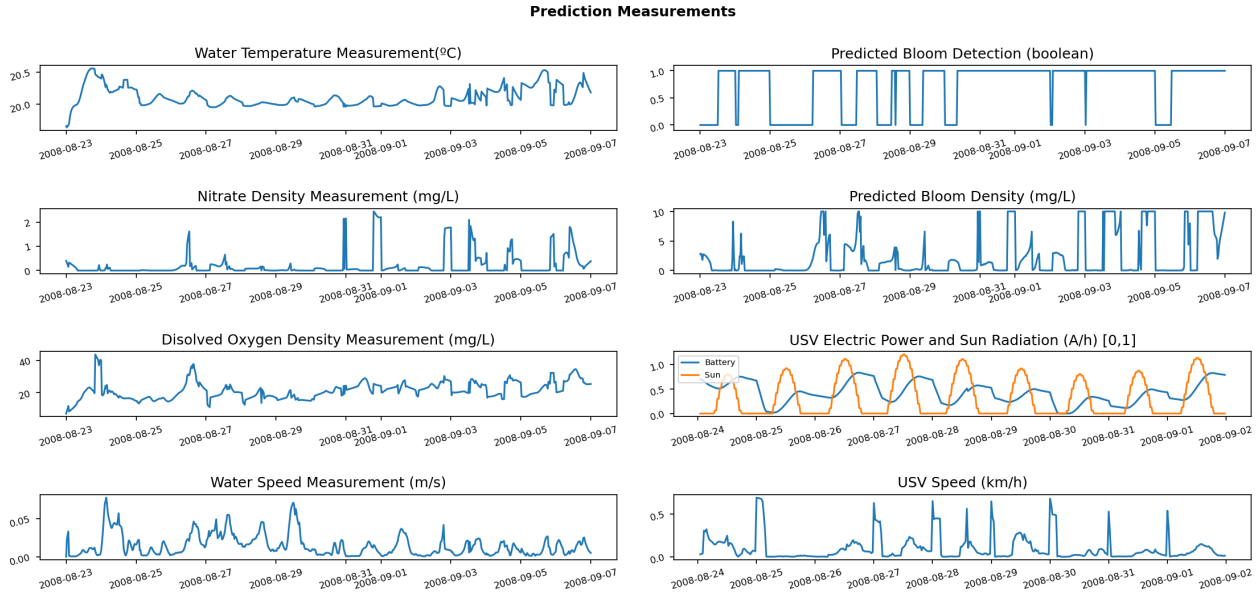 Prediction Measurements
Water Temperature Measurement(ºC)
20.5
20.0
2008-08-23 2008-08-25 2008-08-27 2008-08-29 2008-08-31 2008-09-01 2008-09-03 2008-09-05 2008-09-07
Predicted Bloom Detection (boolean)
1.0
0.5
0.0
2008-08-23 2008-08-25 2008-08-27 2008-08-29 2008-08-31 2008-09-01 2008-09-03 2008-09-05 2008-09-07
Nitrate Density Measurement (mg/L)
2
1
0
2008-08-23 2008-08-25 2008-08-27 2008-08-29 2008-08-31 2008-09-01 2008-09-03 2008-09-05 2008-09-07
Predicted Bloom Density (mg/L)
10
5
0
2008-08-23 2008-08-25 2008-08-27 2008-08-29 2008-08-31 2008-09-01 2008-09-03 2008-09-05 2008-09-07
Disolved Oxygen Density Measurement (mg/L)
40
20
2008-08-23 2008-08-25 2008-08-27 2008-08-29 2008-08-31 2008-09-01 2008-09-03 2008-09-05 2008-09-07
USV Electric Power and Sun Radiation (A/h) [0,1]
Battery
Sun
1.0
0.5
0.0
2008-08-24 2008-08-25 2008-08-26 2008-08-27 2008-08-28 2008-08-29 2008-08-30 2008-08-31 2008-09-01 2008-09-02
Water Speed Measurement (m/s)
0.05
0.00
2008-08-23 2008-08-25 2008-08-27 2008-08-29 2008-08-31 2008-09-01 2008-09-03 2008-09-05 2008-09-07
USV Speed (km/h)
0.5
0.0
2008-08-24 2008-08-25 2008-08-26 2008-08-27 2008-08-28 2008-08-29 2008-08-30 2008-08-31 2008-09-01 2008-09-02